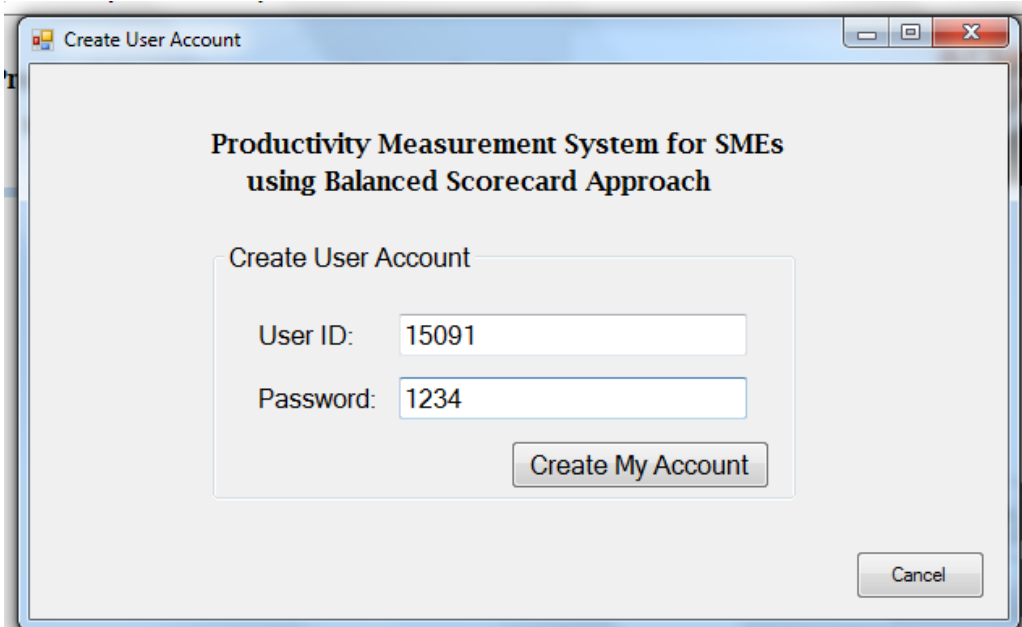 Create User Account
Productivity Measurement System for SMEs
using Balanced Scorecard Approach
Create User Account
User ID: 15091
Password: 1234
Create My Account
Cancel